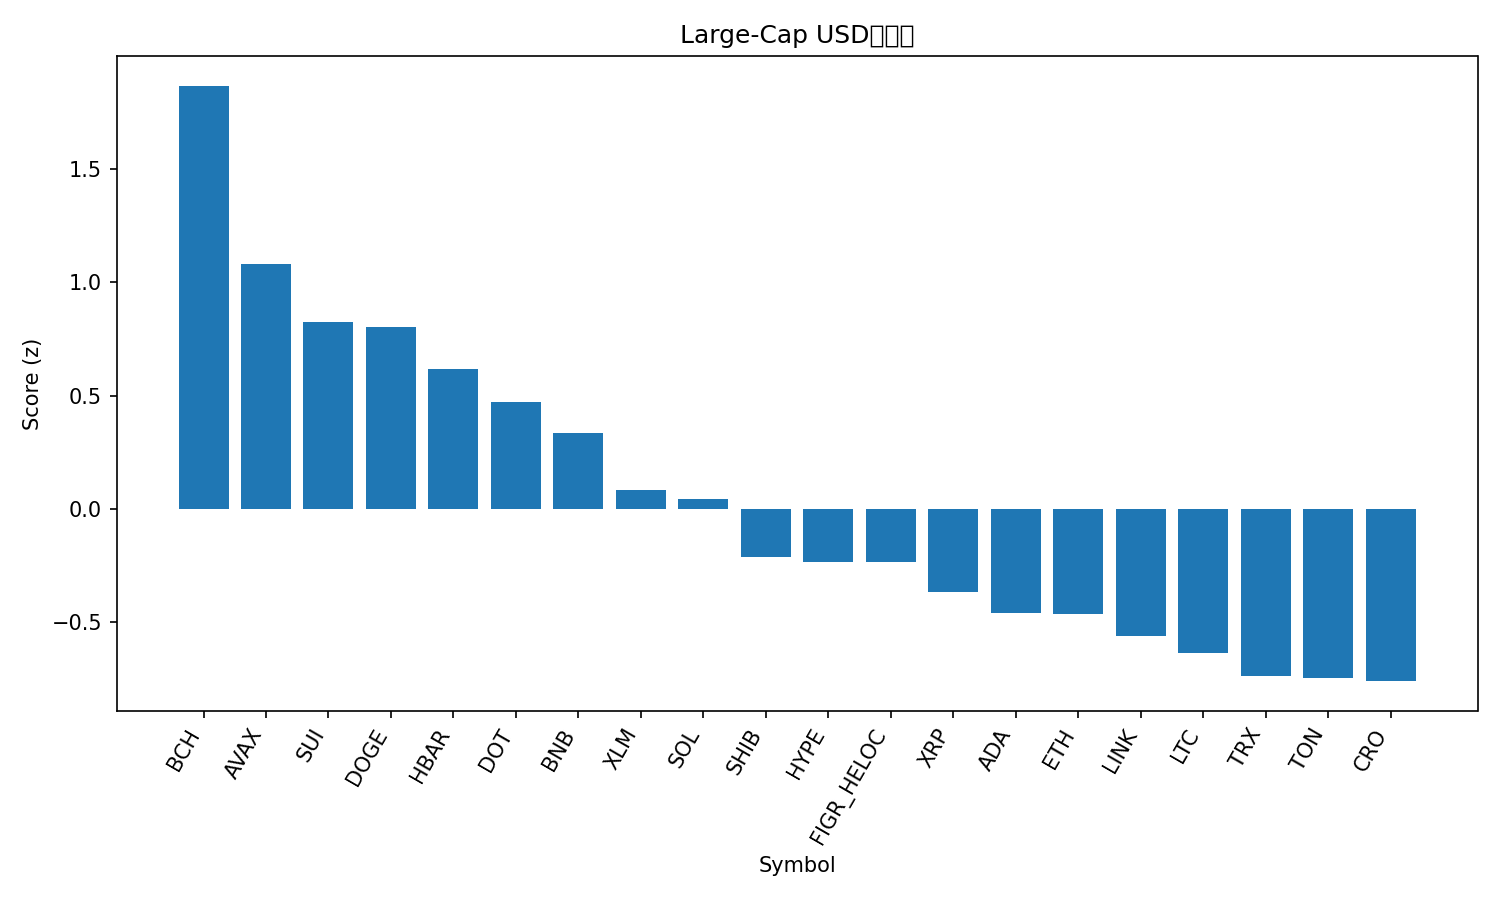 Large-Cap USD
Score (z)
1.5
1.0
0.5
0.0
−0.5
BCH
AVAX
SUI
DOGE
HBAR
DOT
BNB
XLM
SOL
SHIB
HYPE
FIGR_HELOC
XRP
ADA
ETH
LINK
LTC
TRX
TON
CRO
Symbol